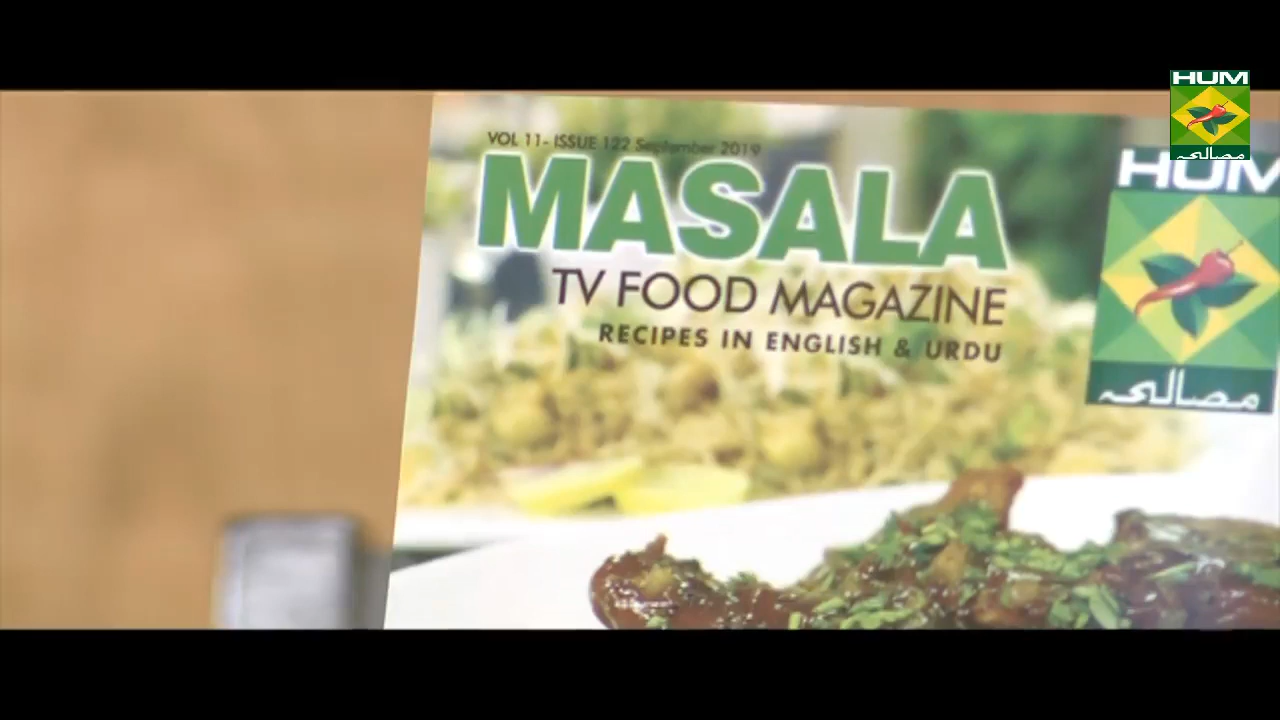 HUM
مصالحہ
VOL 11- ISSUE 122 September 2019
MASALA
TV FOOD MAGAZINE
RECIPES IN ENGLISH & URDU
HUM
مصالحہ